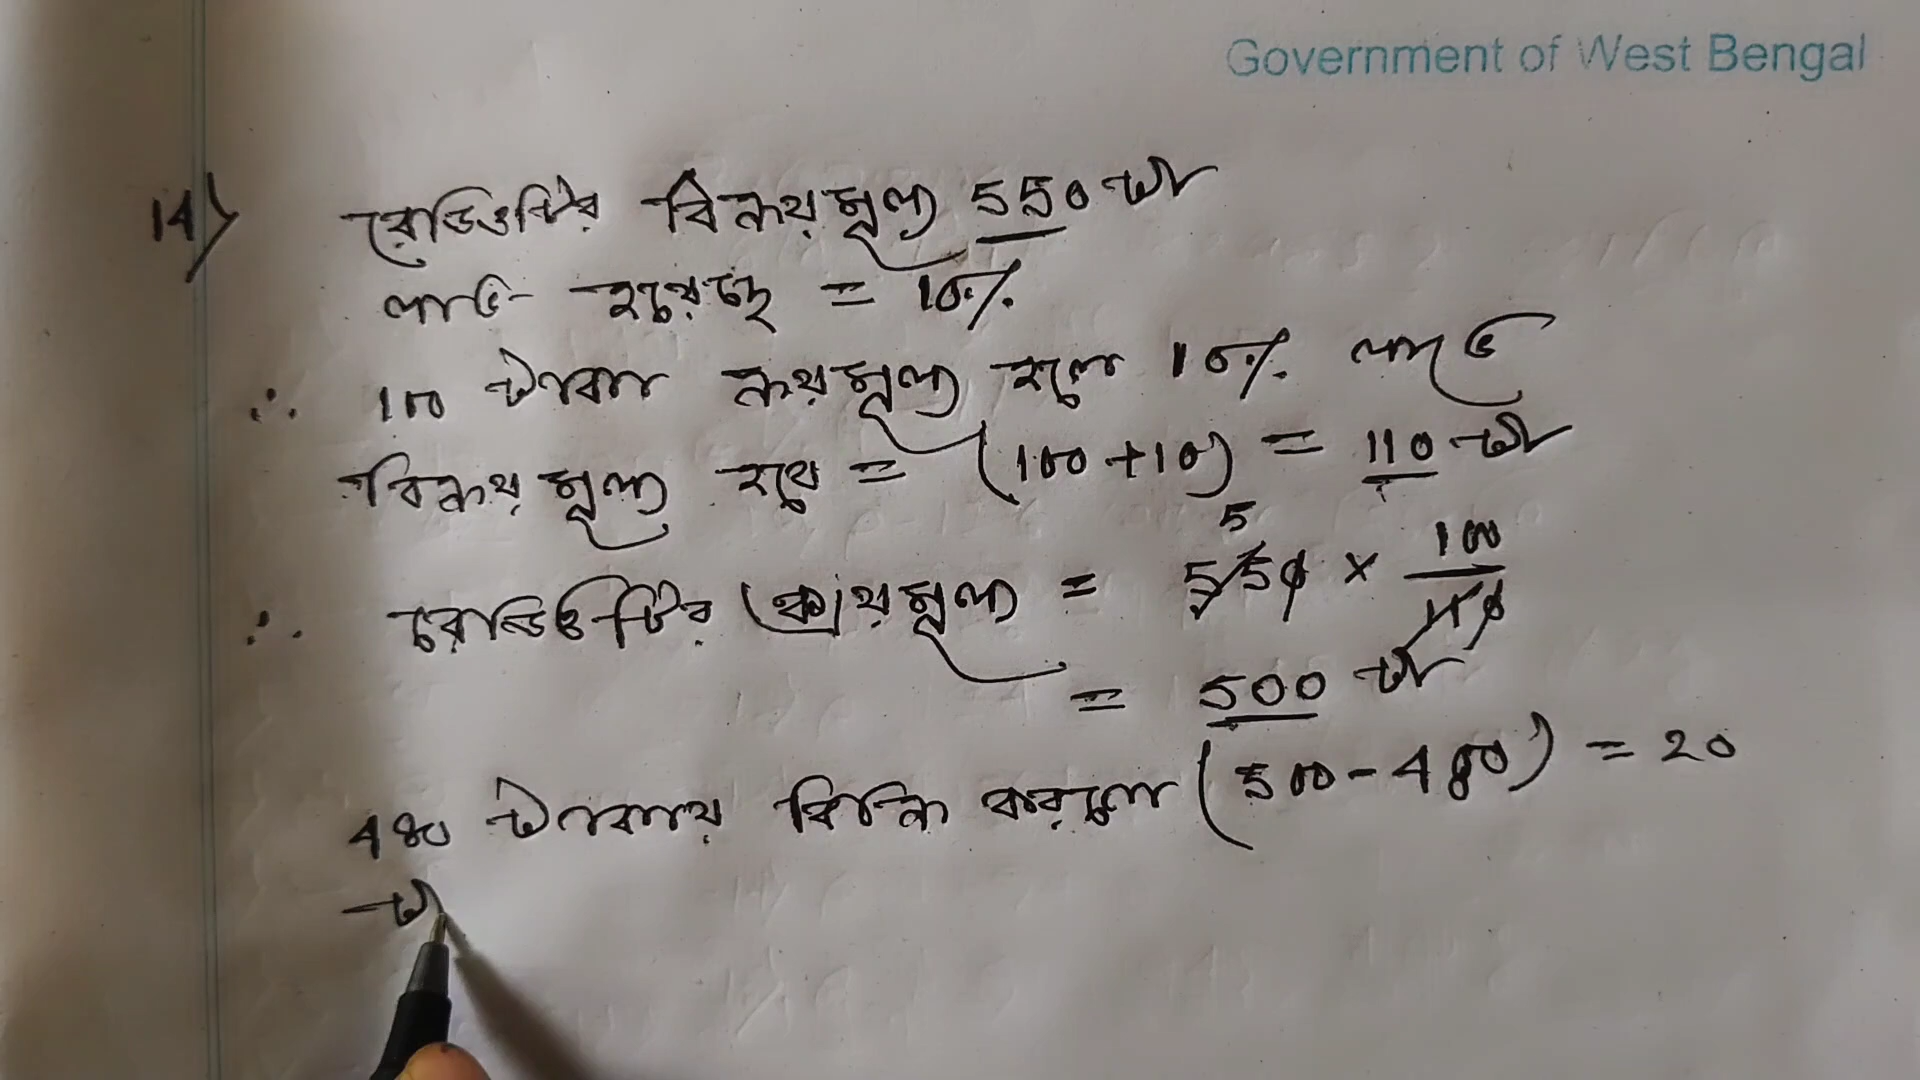 Government of West Bengal
14) রেডিওটির বিক্রয়মূল্য 550 টা
লাভ হয়েছে = 10%
∴ 100 টাকা ক্রয়মূল্য হলে 10% লাভে
বিক্রয়মূল্য হবে = (100+10) = 110 টা
∴ রেডিওটির ক্রয়মূল্য = 550 × 100/110 5
= 500 টা
480 টাকায় বিক্রি করলে (500-480) = 20
টা